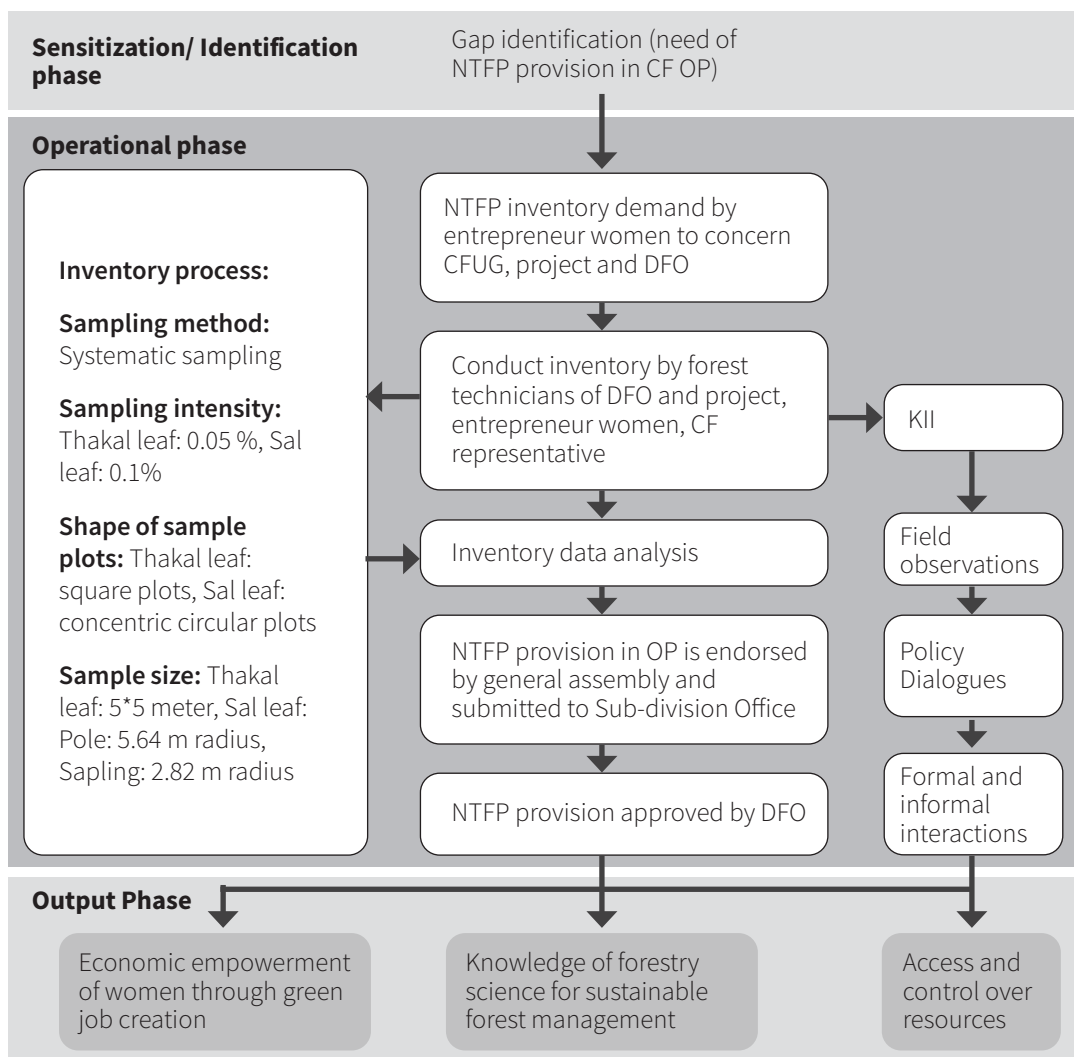 Sensitization/ Identification
phase
Gap identification (need of
NTFP provision in CF OP)
Operational phase
Inventory process:
Sampling method:
Systematic sampling
Sampling intensity:
Thakal leaf: 0.05 %, Sal
leaf: 0.1%
Shape of sample
plots: Thakal leaf:
square plots, Sal leaf:
concentric circular plots
Sample size: Thakal
leaf: 5*5 meter, Sal leaf:
Pole: 5.64 m radius,
Sapling: 2.82 m radius
NTFP inventory demand by
entrepreneur women to concern
CFUG, project and DFO
Conduct inventory by forest
technicians of DFO and project,
entrepreneur women, CF
representative
Inventory data analysis
NTFP provision in OP is endorsed
by general assembly and
submitted to Sub-division Office
NTFP provision approved by DFO
KII
Field
observations
Policy
Dialogues
Formal and
informal
interactions
Output Phase
Economic empowerment
of women through green
job creation
Knowledge of forestry
science for sustainable
forest management
Access and
control over
resources